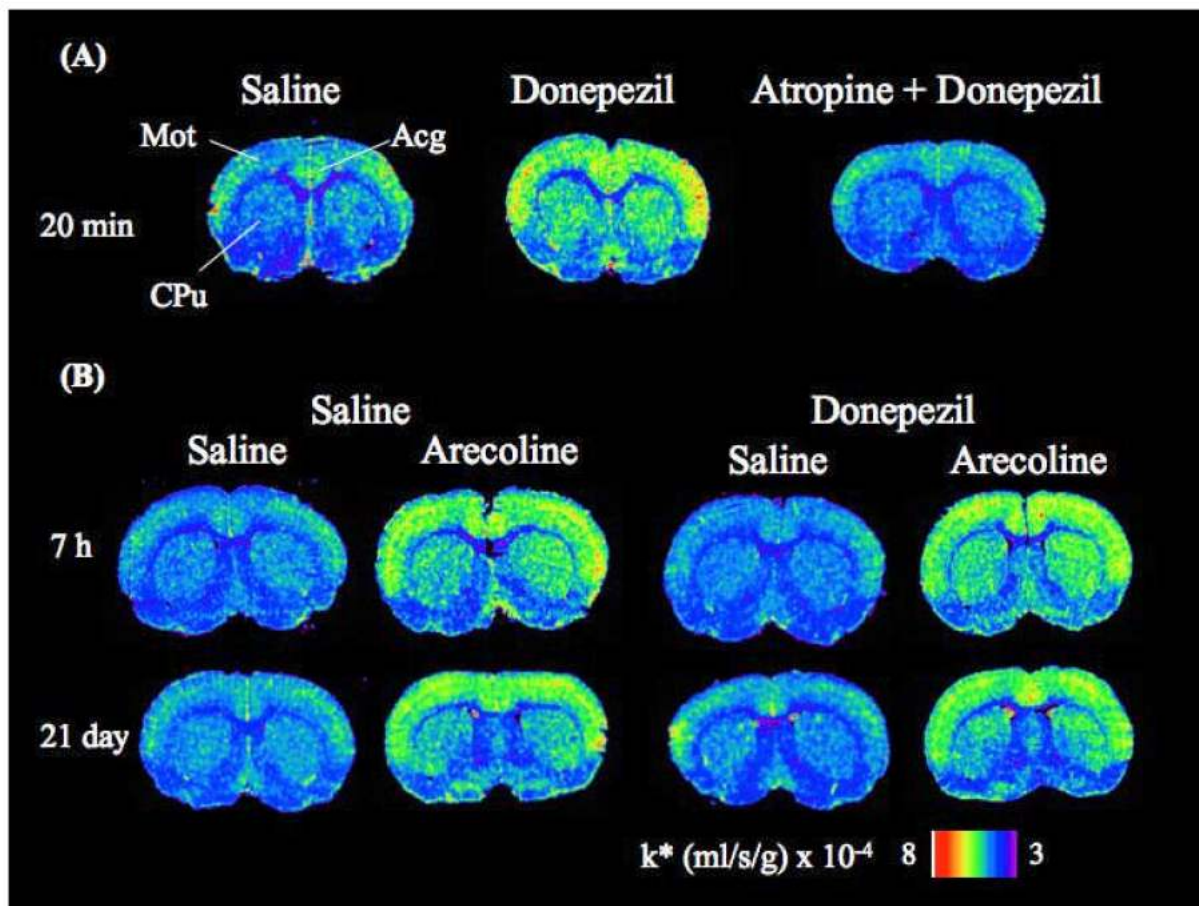 (A)
Saline Donepezil Atropine + Donepezil
Mot Acg
20 min
CPu
(B)
Saline Donepezil
Saline Arecoline Saline Arecoline
7 h
21 day
k* (ml/s/g) x 10⁻⁴ 8 3